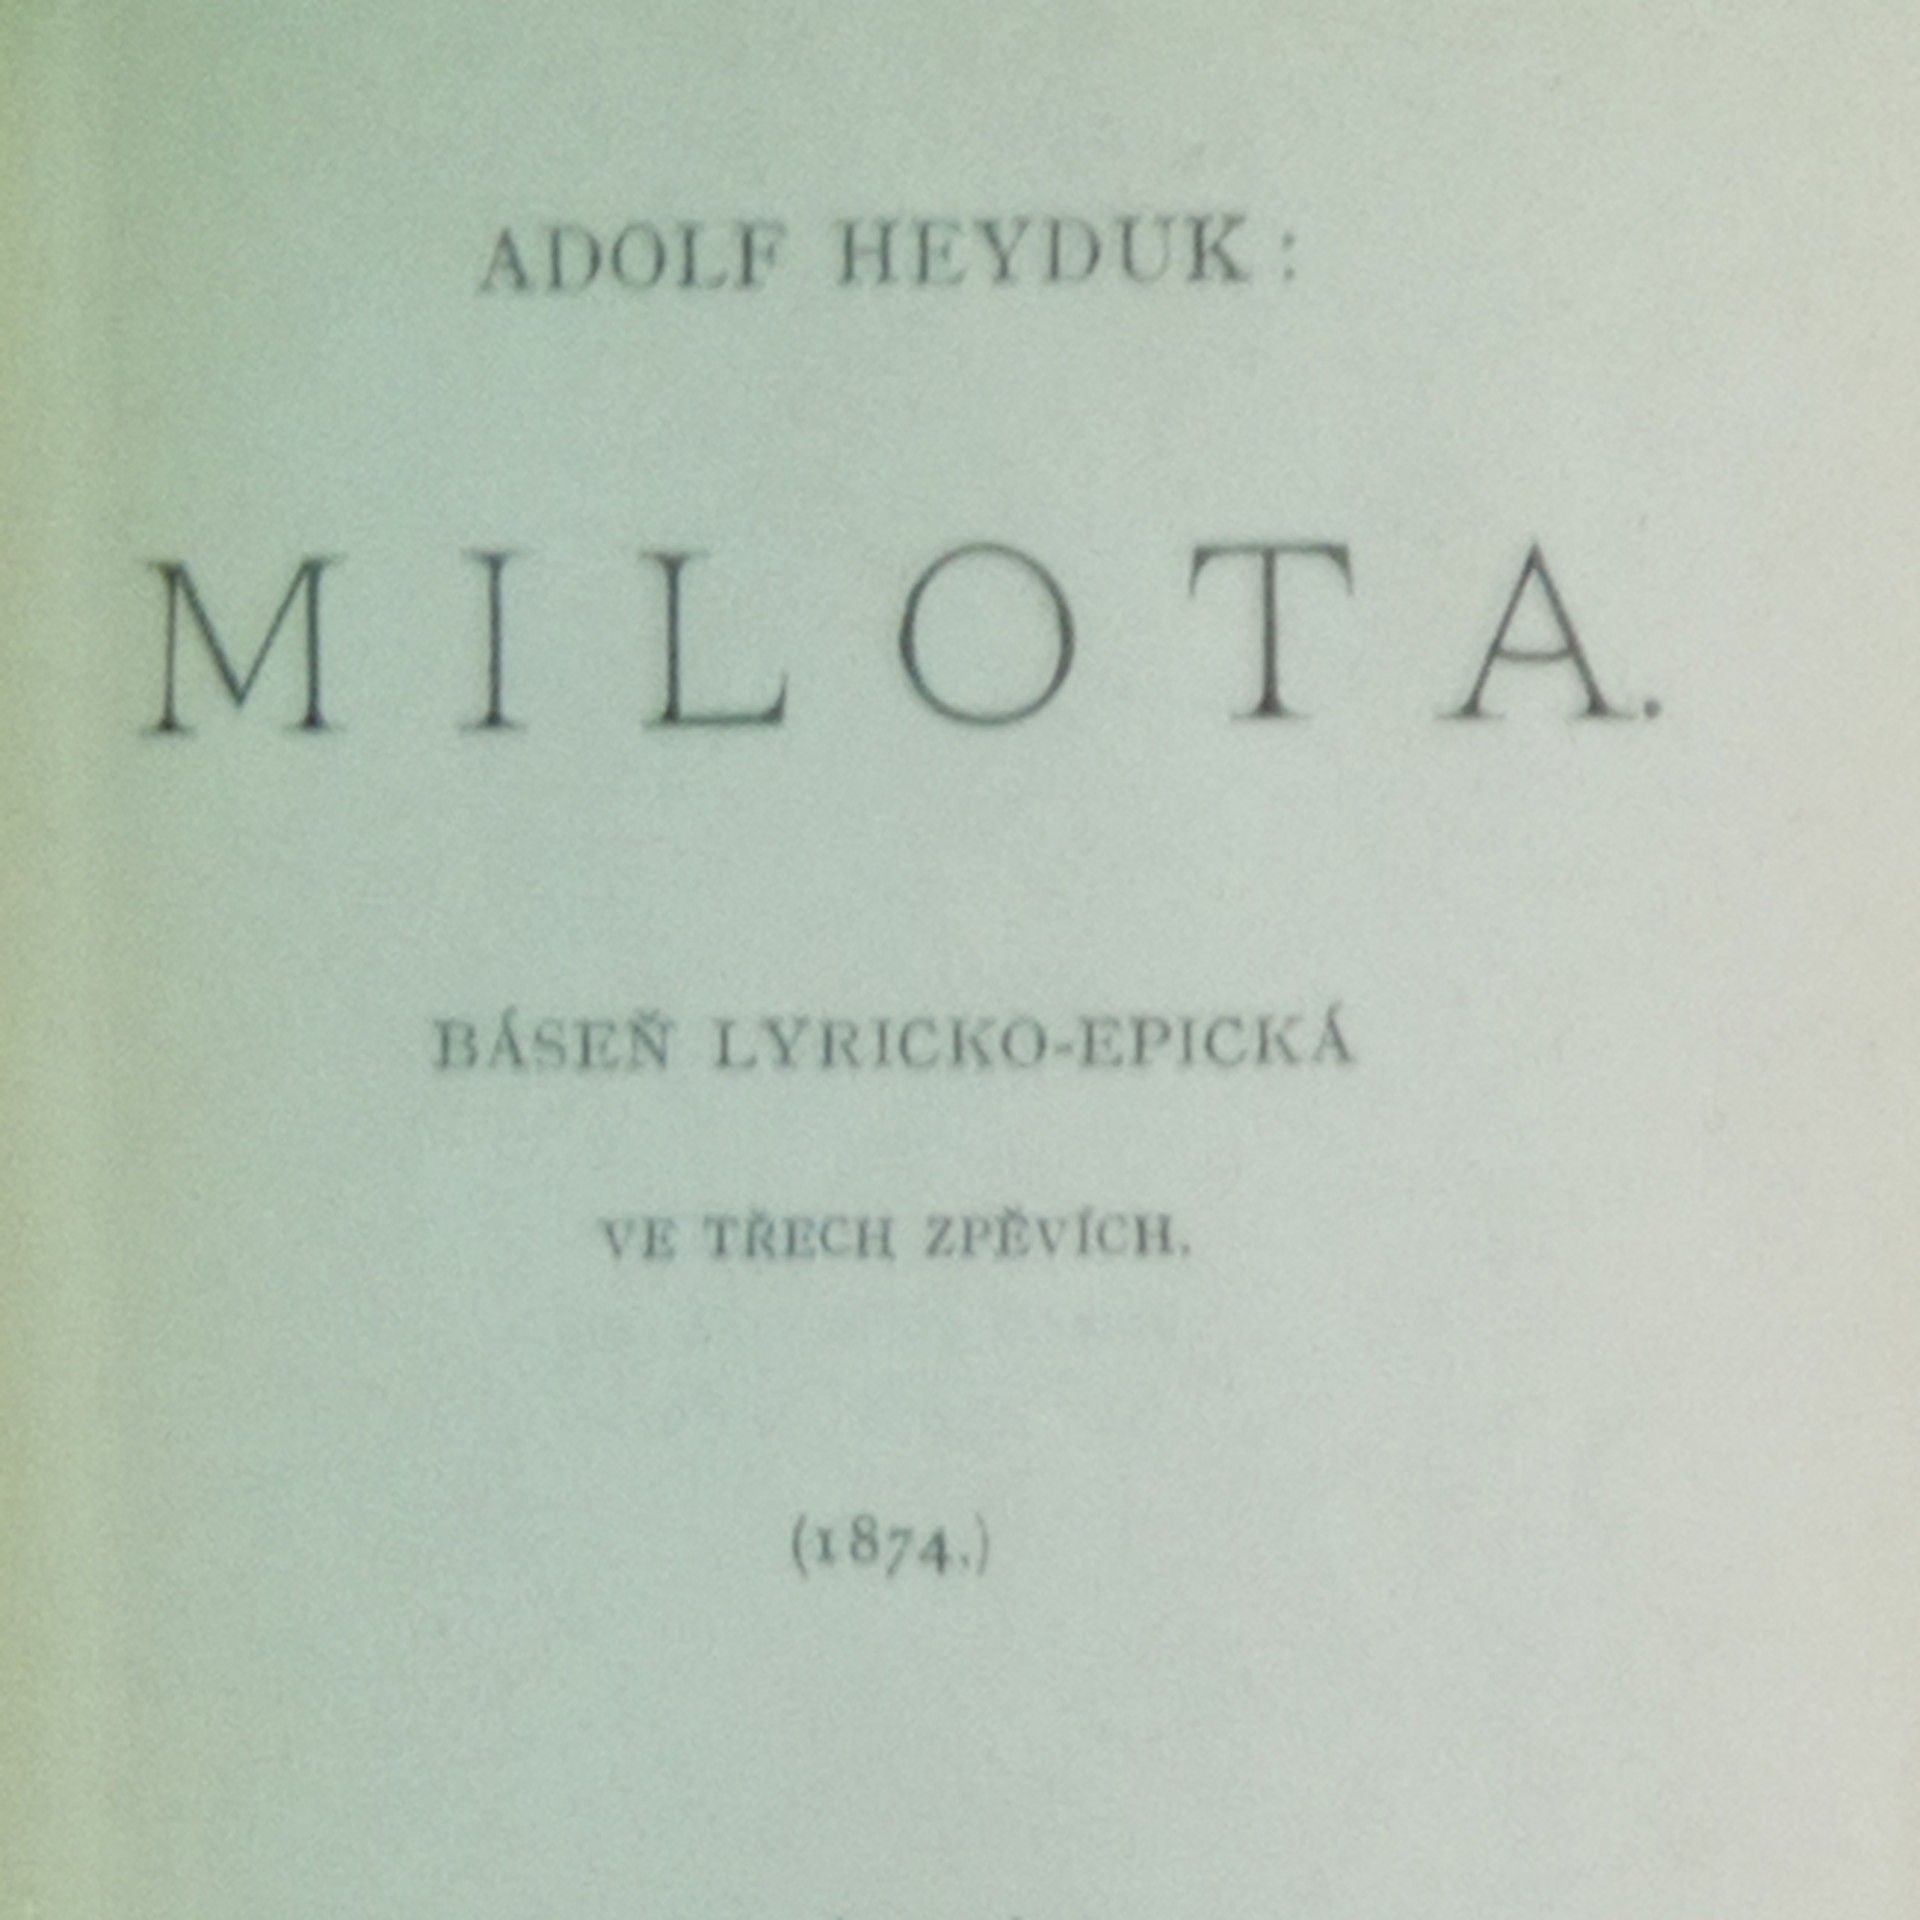 ADOLF HEYDUK:
MILOTA.
BÁSEŇ LYRICKO-EPICKÁ
VE TŘECH ZPĚVÍCH.
(1874.)